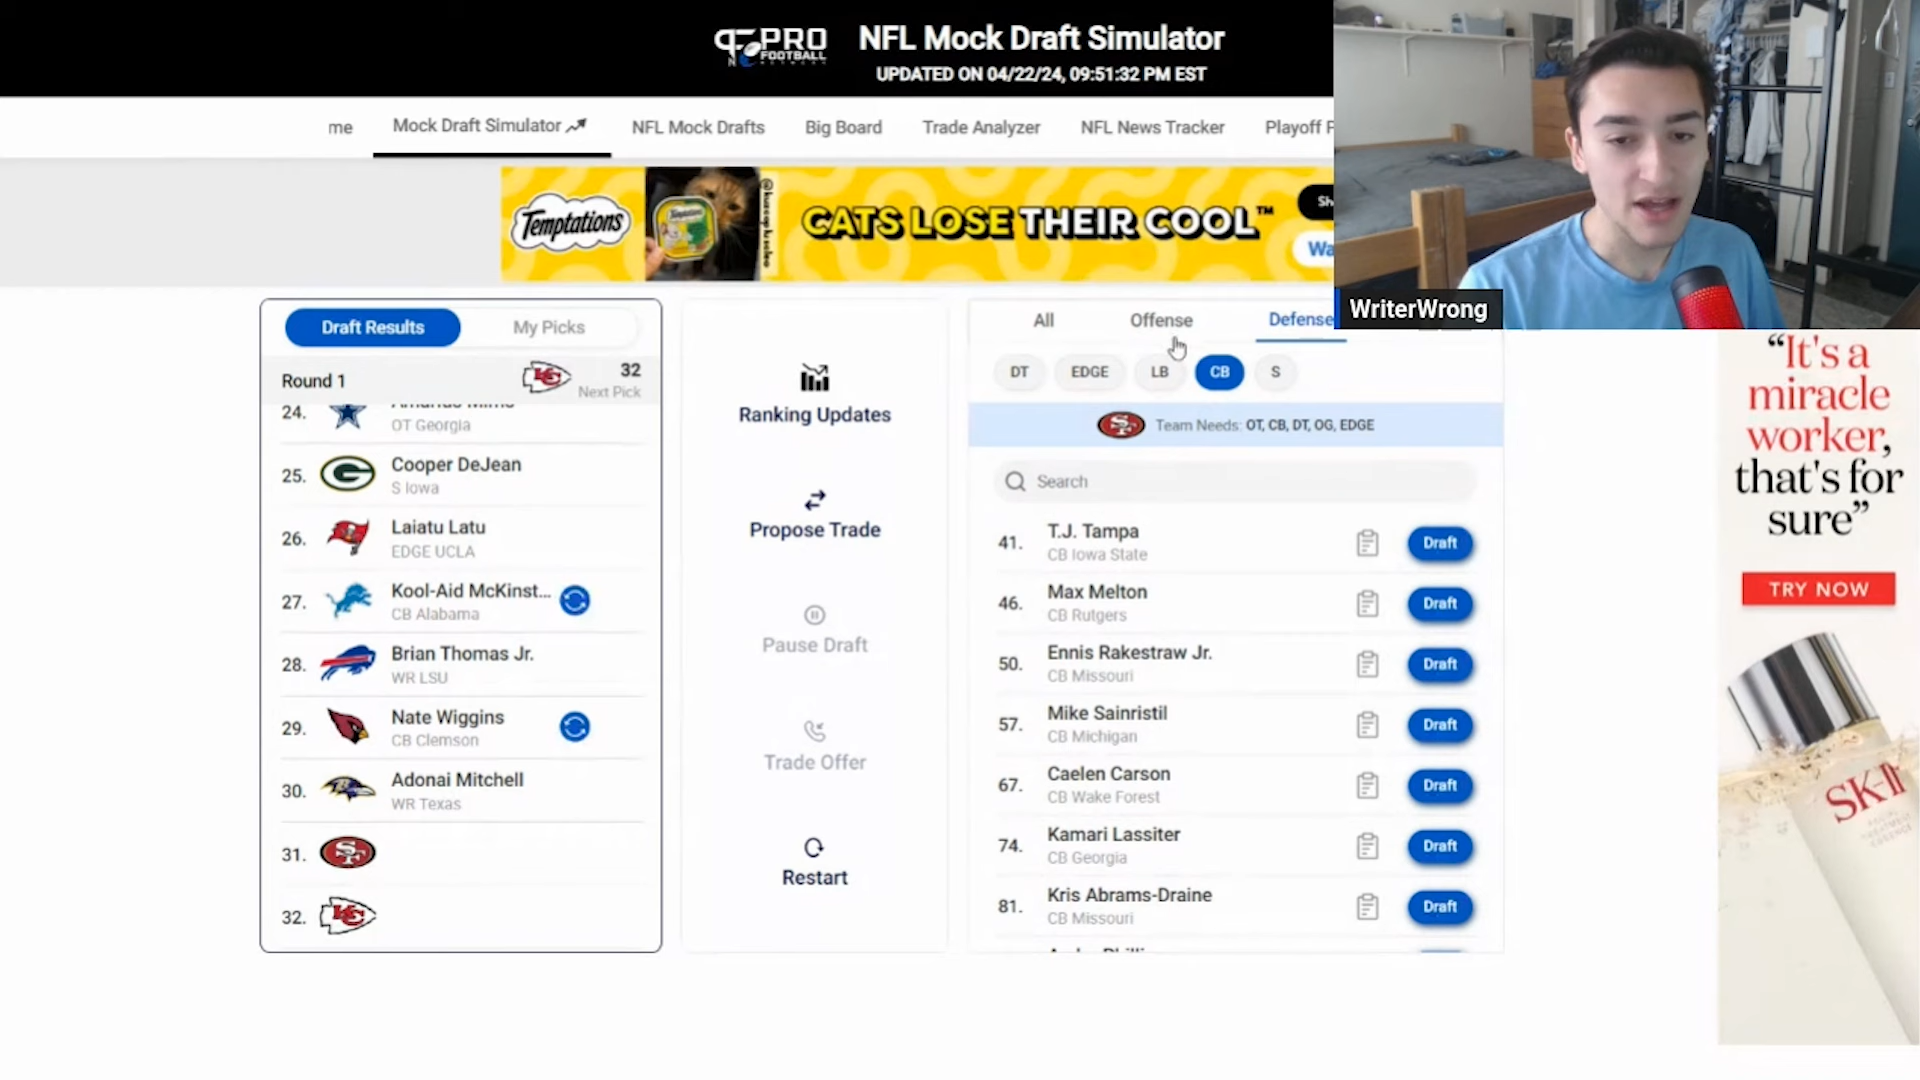 PRO
FOOTBALL
NFL Mock Draft Simulator
UPDATED ON 04/22/24, 09:51:32 PM EST
me
Mock Draft Simulator
NFL Mock Drafts
Big Board
Trade Analyzer
NFL News Tracker
Playoff P
Temptations
CATS LOSE THEIR COOL™
Sh
Wa
WriterWrong
Draft Results
My Picks
Round 1
32
Next Pick
24.
OT Georgia
25.
Cooper DeJean
S Iowa
26.
Laiatu Latu
EDGE UCLA
27.
Kool-Aid McKinst...
CB Alabama
28.
Brian Thomas Jr.
WR LSU
29.
Nate Wiggins
CB Clemson
30.
Adonai Mitchell
WR Texas
31.
32.
Ranking Updates
Propose Trade
Pause Draft
Trade Offer
Restart
All
Offense
Defense
DT
EDGE
LB
CB
S
Team Needs: OT, CB, DT, OG, EDGE
Search
41.
T.J. Tampa
CB Iowa State
Draft
46.
Max Melton
CB Rutgers
Draft
50.
Ennis Rakestraw Jr.
CB Missouri
Draft
57.
Mike Sainristil
CB Michigan
Draft
67.
Caelen Carson
CB Wake Forest
Draft
74.
Kamari Lassiter
CB Georgia
Draft
81.
Kris Abrams-Draine
CB Missouri
Draft
“It's a
miracle
worker,
that's for
sure”
TRY NOW
SK-II